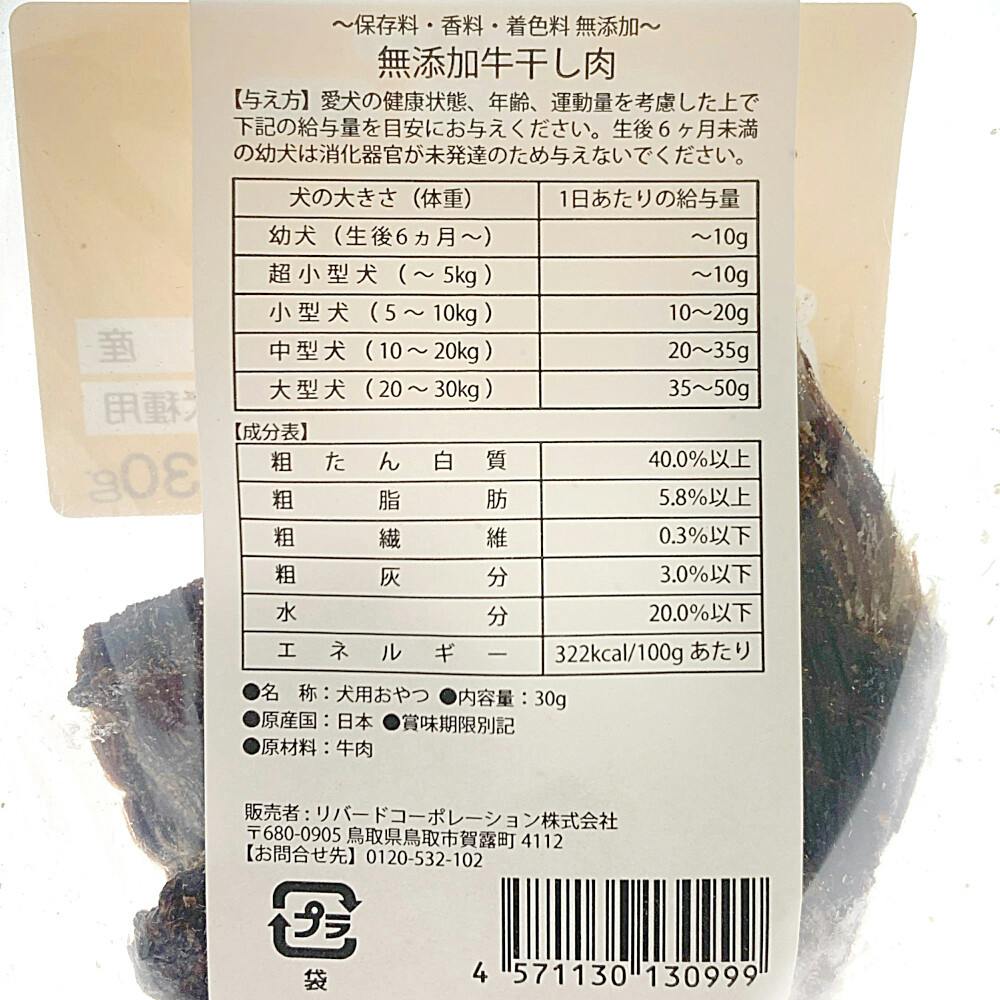 ～保存料・香料・着色料 無添加～
無添加牛干し肉
【与え方】愛犬の健康状態、年齢、運動量を考慮した上で
下記の給与量を目安にお与えください。生後6ヶ月未満
の幼犬は消化器官が未発達のため与えないでください。
犬の大きさ（体重） 1日あたりの給与量
幼犬（生後6ヵ月～） ～10g
超小型犬（～5kg） ～10g
小型犬（5～10kg） 10～20g
中型犬（10～20kg） 20～35g
大型犬（20～30kg） 35～50g
【成分表】
粗たん白質 40.0％以上
粗脂肪 5.8％以上
粗繊維 0.3％以下
粗灰分 3.0％以下
水分 20.0％以下
エネルギー 322kcal/100gあたり
●名　称：犬用おやつ ●内容量：30g
●原産国：日本 ●賞味期限別記
●原材料：牛肉
販売者：リバードコーポレーション株式会社
〒680-0905 鳥取県鳥取市賀露町 4112
【お問合せ先】0120-532-102
プラ
袋
4 571130 130999
産
種用
30g